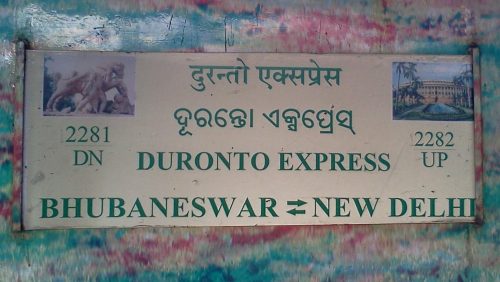 दुरन्तो एक्सप्रेस
ଦୂରନ୍ତୋ ଏକ୍ସପ୍ରେସ୍
2281
DN
DURONTO EXPRESS
2282
UP
BHUBANESWAR ⇄ NEW DELHI